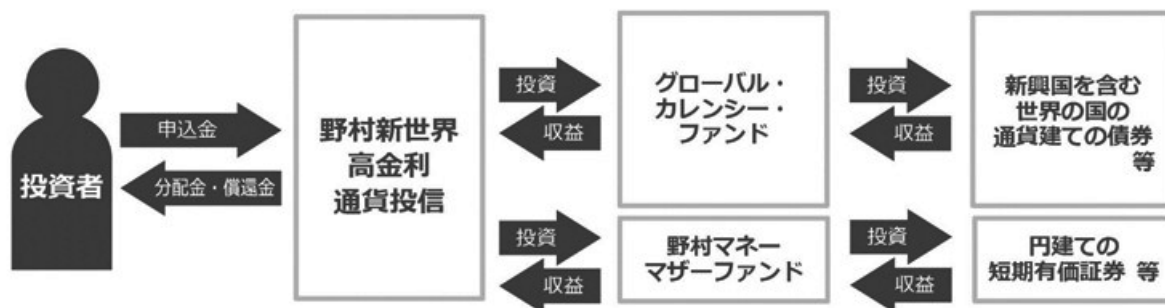 投資者
申込金
分配金・償還金
野村新世界
高金利
通貨投信
投資
収益
グローバル・
カレンシー・
ファンド
投資
収益
新興国を含む
世界の国の
通貨建ての債券
等
投資
収益
野村マネー
マザーファンド
投資
収益
円建ての
短期有価証券 等